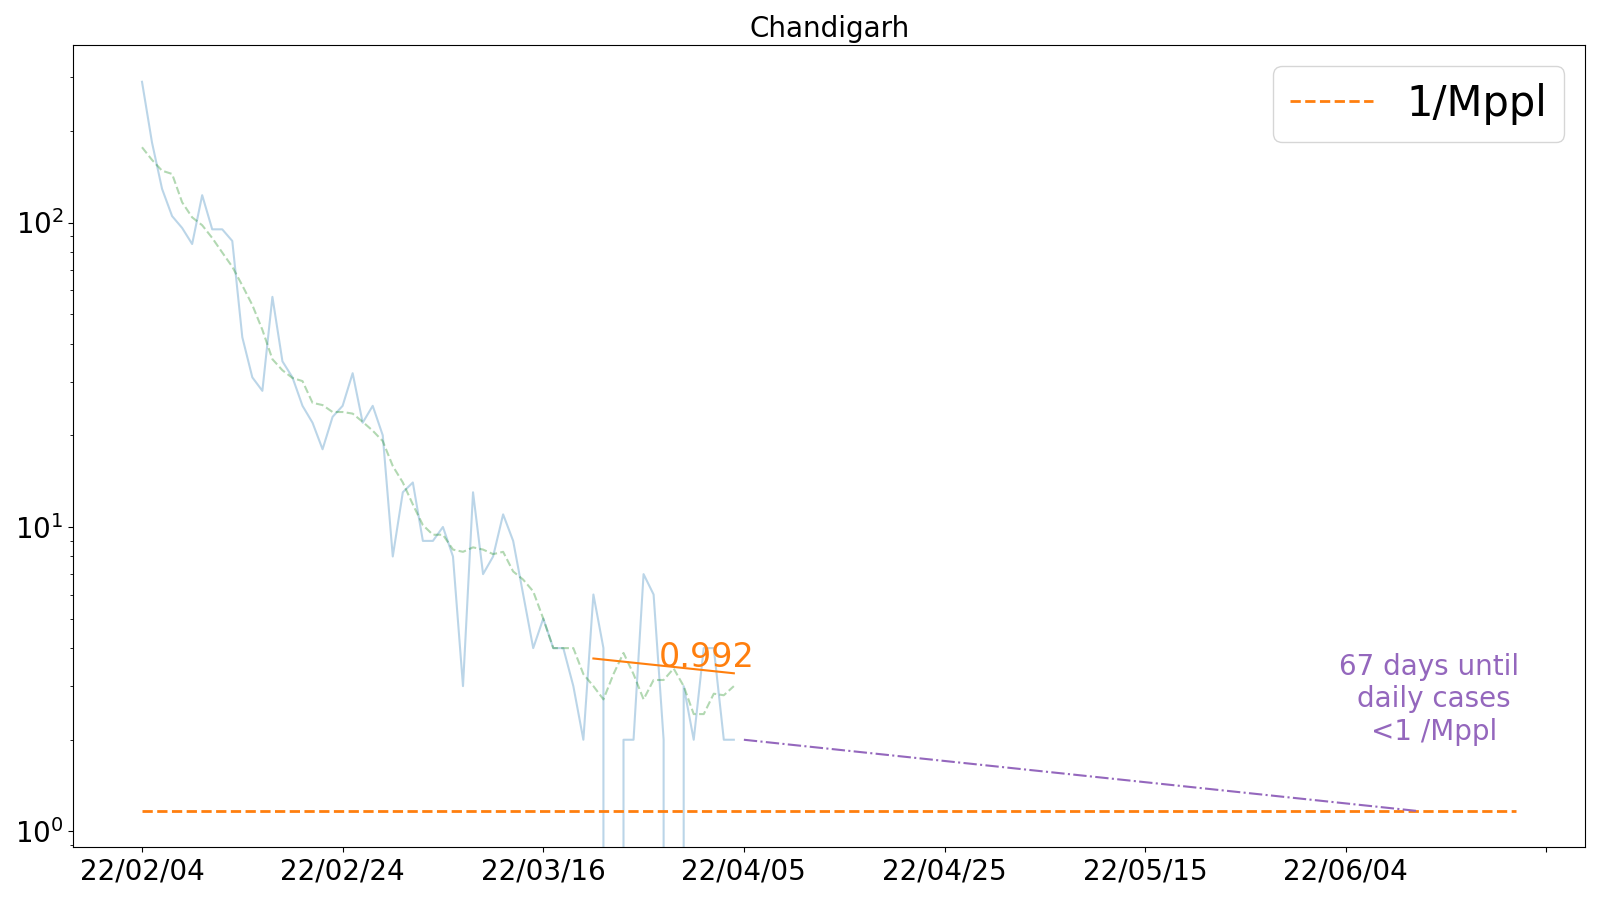 Chandigarh
1/Mppl
10²
10¹
10⁰
0.992
67 days until
daily cases
<1 /Mppl
22/02/04 22/02/24 22/03/16 22/04/05 22/04/25 22/05/15 22/06/04